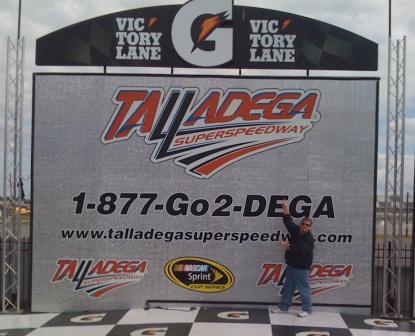 VIC TORY LANE
G
VIC TORY LANE
TALLADEGA
SUPERSPEEDWAY
1-877-Go2-DEGA
www.talladegasuperspeedway.com
TALLADEGA
SUPERSPEEDWAY
NASCAR
Sprint
CUP SERIES
TALLADEGA